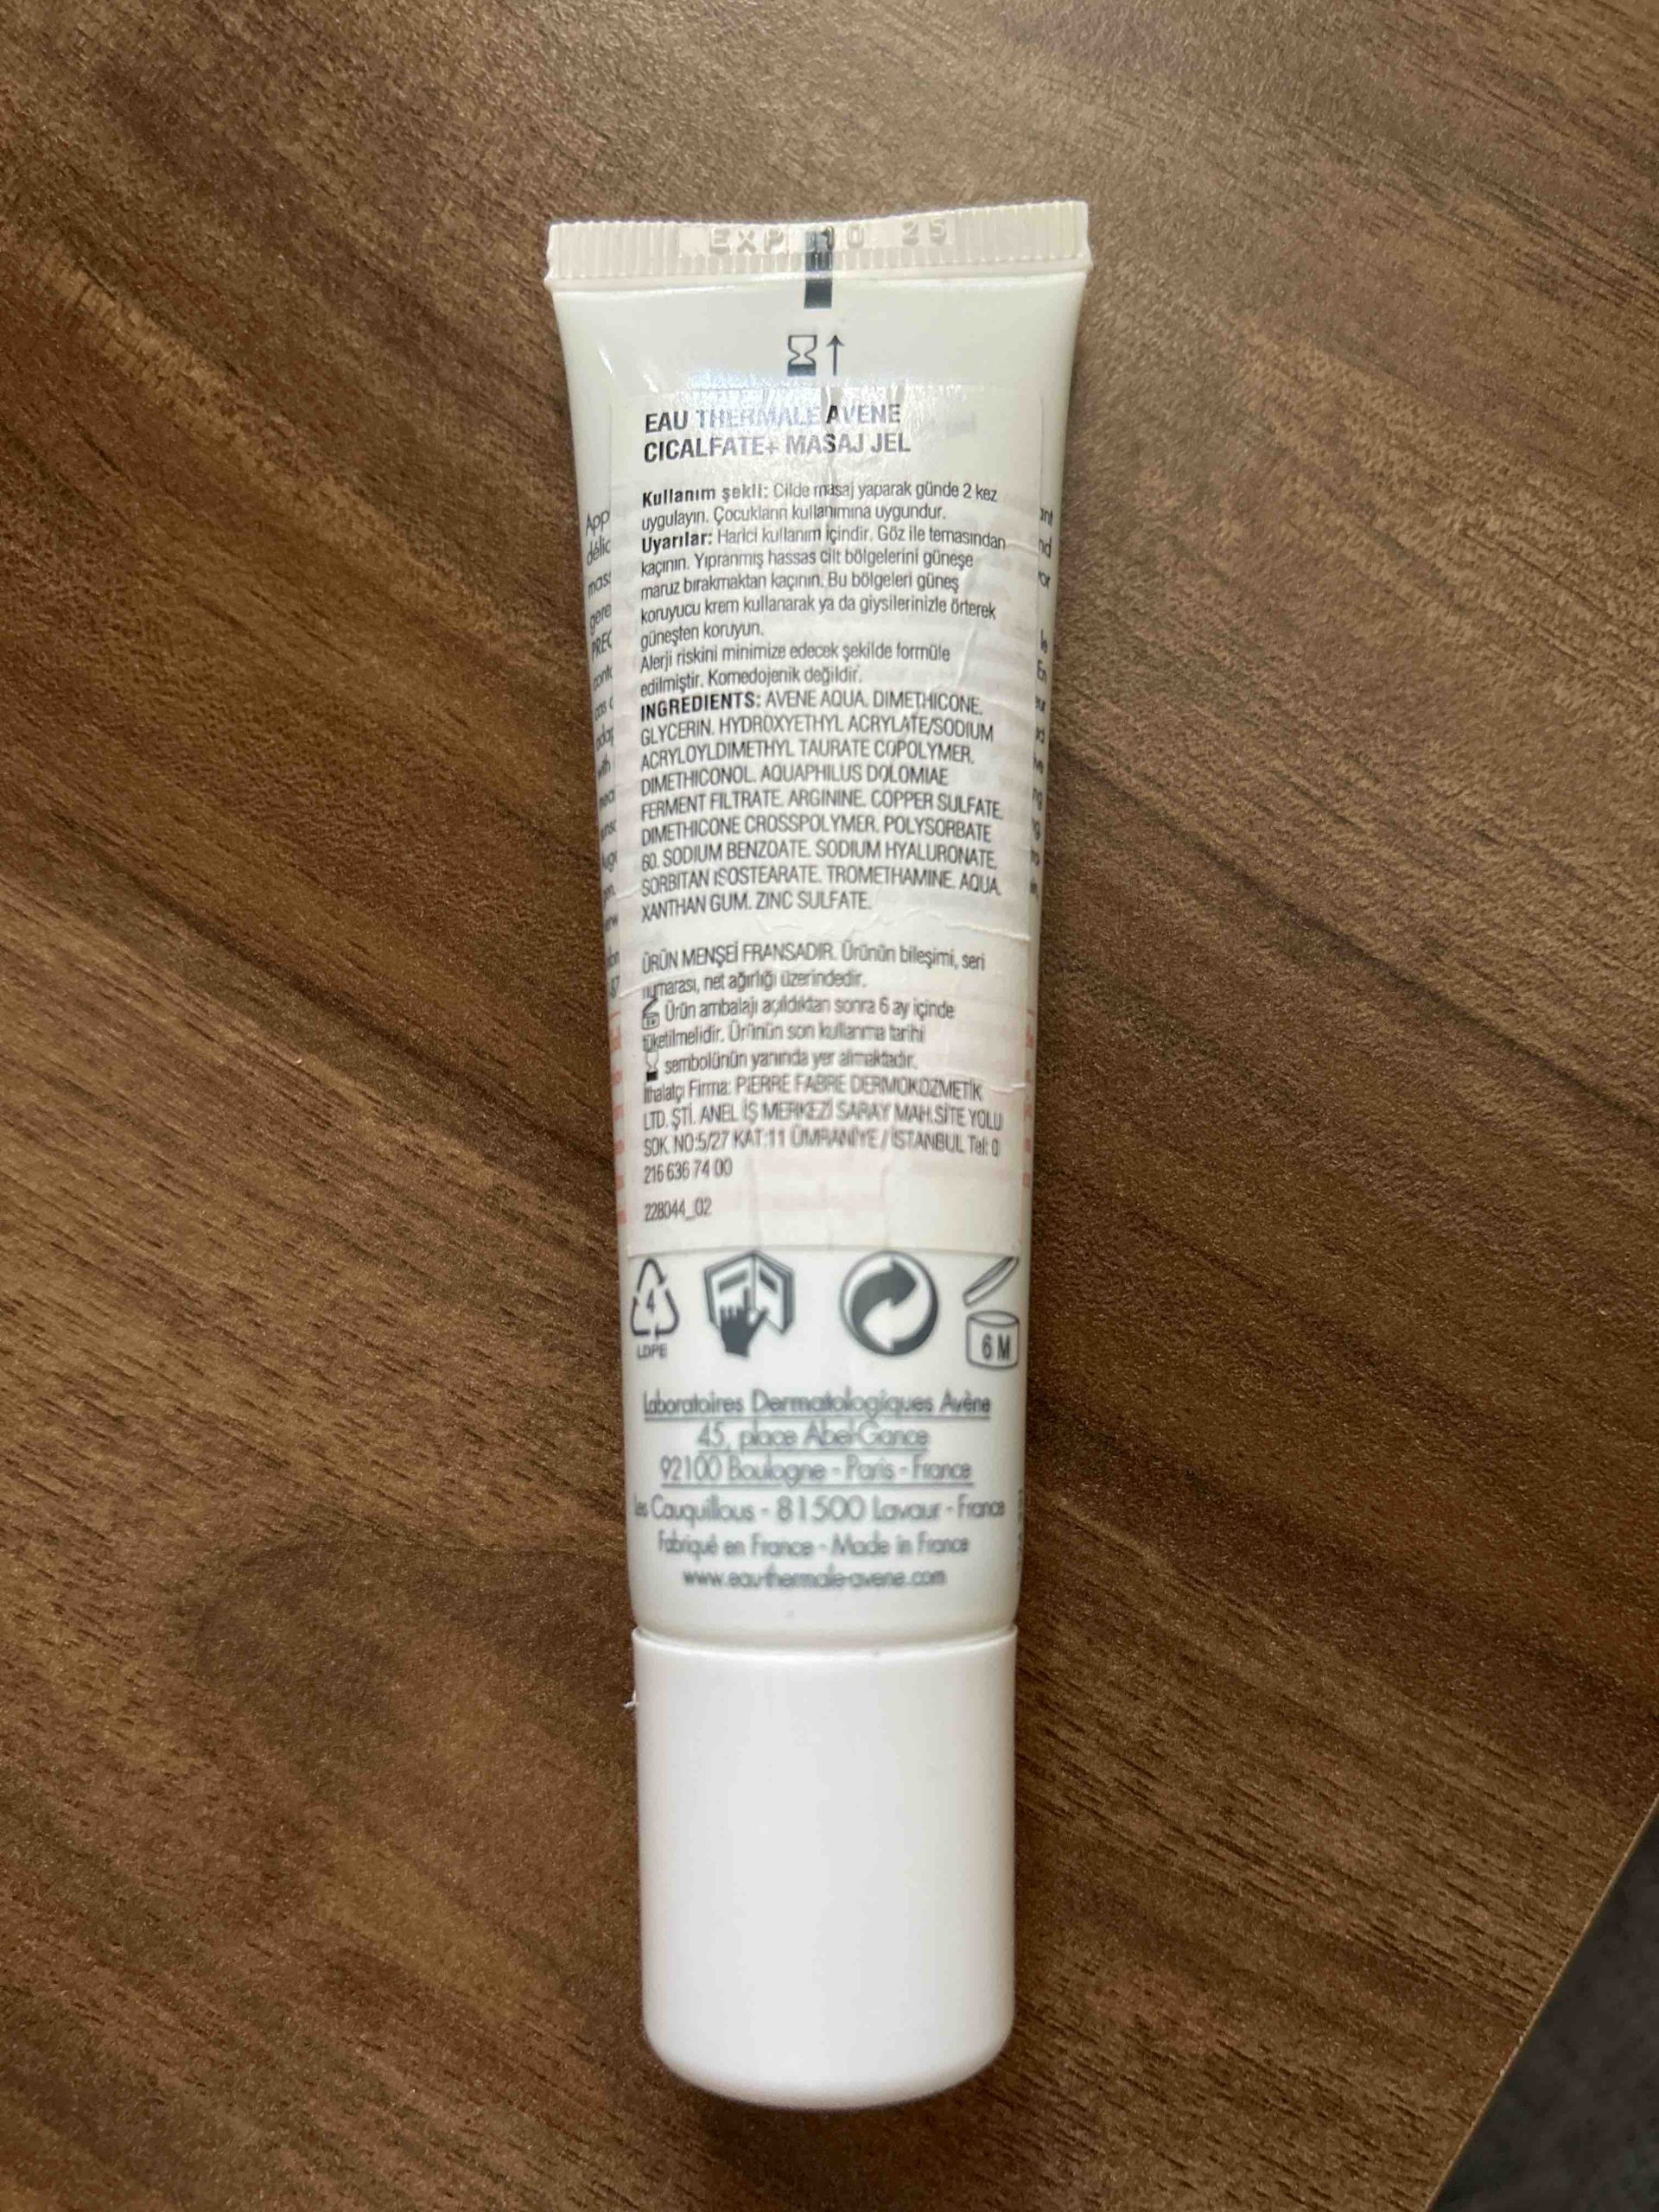 EXP 10 25
EAU THERMALE AVENE
CICALFATE+ MASAJ JEL
Kullanım şekli: Cilde masaj yaparak günde 2 kez
uygulayın. Çocukların kullanımına uygundur.
Uyarılar: Harici kullanım içindir. Göz ile temasından
kaçının. Yıpranmış hassas cilt bölgelerini güneşe
maruz bırakmaktan kaçının. Bu bölgeleri güneş
koruyucu krem kullanarak ya da giysilerinizle örterek
güneşten koruyun.
Alerji riskini minimize edecek şekilde formüle
edilmiştir. Komedojenik değildir.
INGREDIENTS: AVENE AQUA. DIMETHICONE.
GLYCERIN. HYDROXYETHYL ACRYLATE/SODIUM
ACRYLOYLDIMETHYL TAURATE COPOLYMER.
DIMETHICONOL. AQUAPHILUS DOLOMIAE
FERMENT FILTRATE. ARGININE. COPPER SULFATE.
DIMETHICONE CROSSPOLYMER. POLYSORBATE
60. SODIUM BENZOATE. SODIUM HYALURONATE.
SORBITAN ISOSTEARATE. TROMETHAMINE. AQUA.
XANTHAN GUM. ZINC SULFATE.
ÜRÜN MENŞEİ FRANSADIR. Ürünün bileşimi, seri
numarası, net ağırlığı üzerindedir.
Ürün ambalajı açıldıktan sonra 6 ay içinde
tüketilmelidir. Ürünün son kullanma tarihi
sembolünün yanında yer almaktadır.
İthalatçı Firma: PIERRE FABRE DERMOKOZMETİK
LTD. ŞTİ. ANEL İŞ MERKEZİ SARAY MAH.SİTE YOLU
SOK. NO:5/27 KAT:11 ÜMRANİYE / İSTANBUL Tel: 0
216 636 74 00
228044_02
4
LDPE
6 M
Laboratoires Dermatologiques Avène
45, place Abel-Gance
92100 Boulogne - Paris - France
Les Cauquillous - 81500 Lavaur - France
Fabriqué en France - Made in France
www.eau-thermale-avene.com